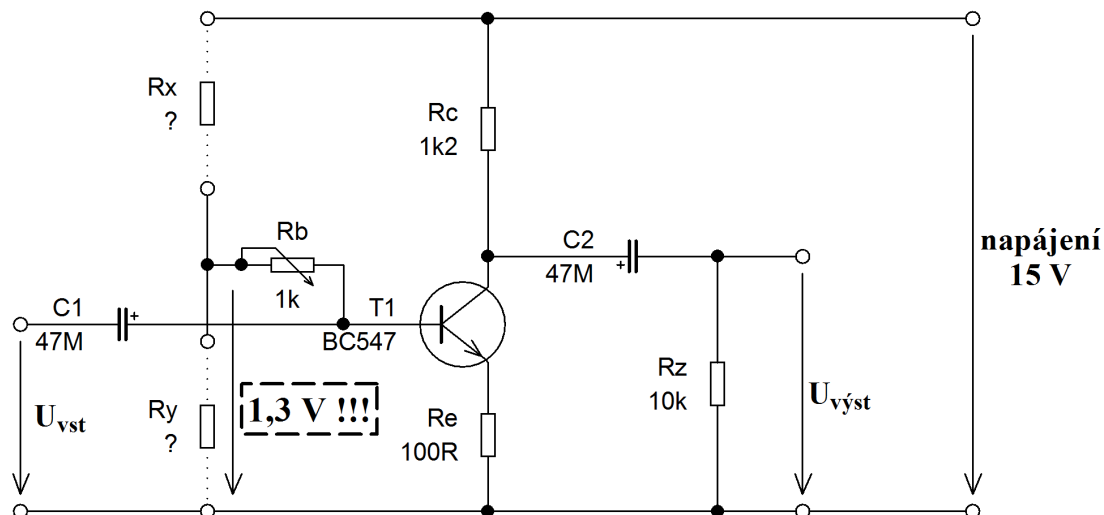 Rx
?
Rc
1k2
Rb
1k
C2
47M
napájení
15 V
C1
47M
T1
BC547
Uvst
Ry
?
1,3 V !!!
Re
100R
Rz
10k
Uvýst
+
+